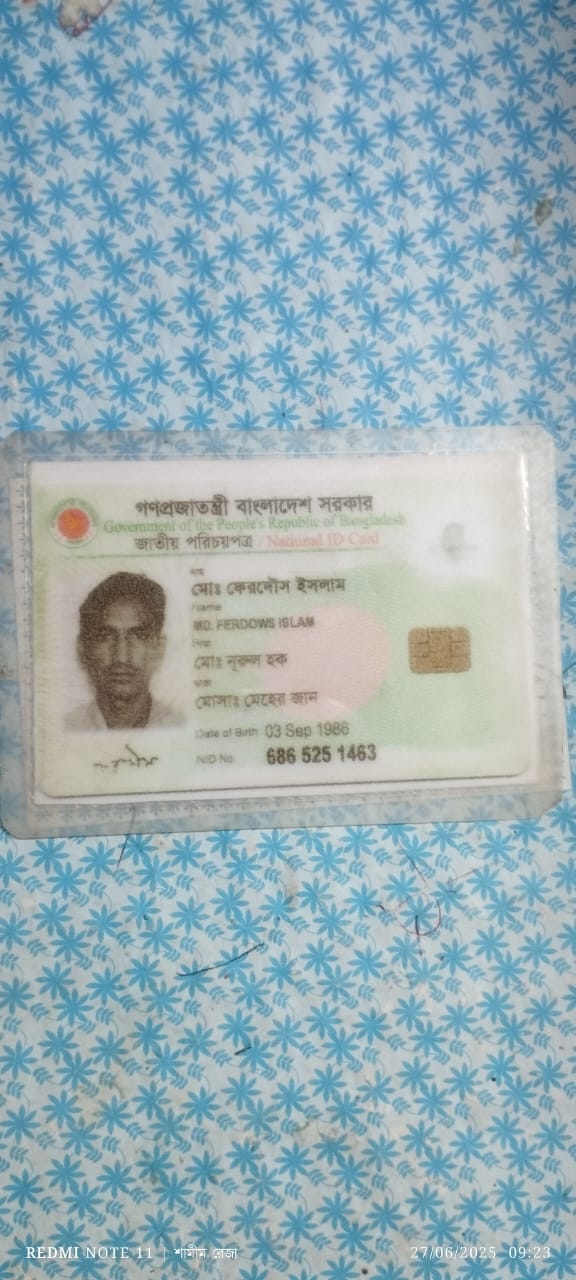 গণপ্রজাতন্ত্রী বাংলাদেশ সরকার
Government of the People's Republic of Bangladesh
জাতীয় পরিচয়পত্র / National ID Card
নাম
মোঃ ফেরদৌস ইসলাম
Name
MD. FERDOWS ISLAM
পিতা
মোঃ নূরুল হক
মাতা
মোসাঃ মেহের জান
Date of Birth 03 Sep 1986
NID No. 686 525 1463
REDMI NOTE 11 | শামীম রেজা
27/06/2025 09:23